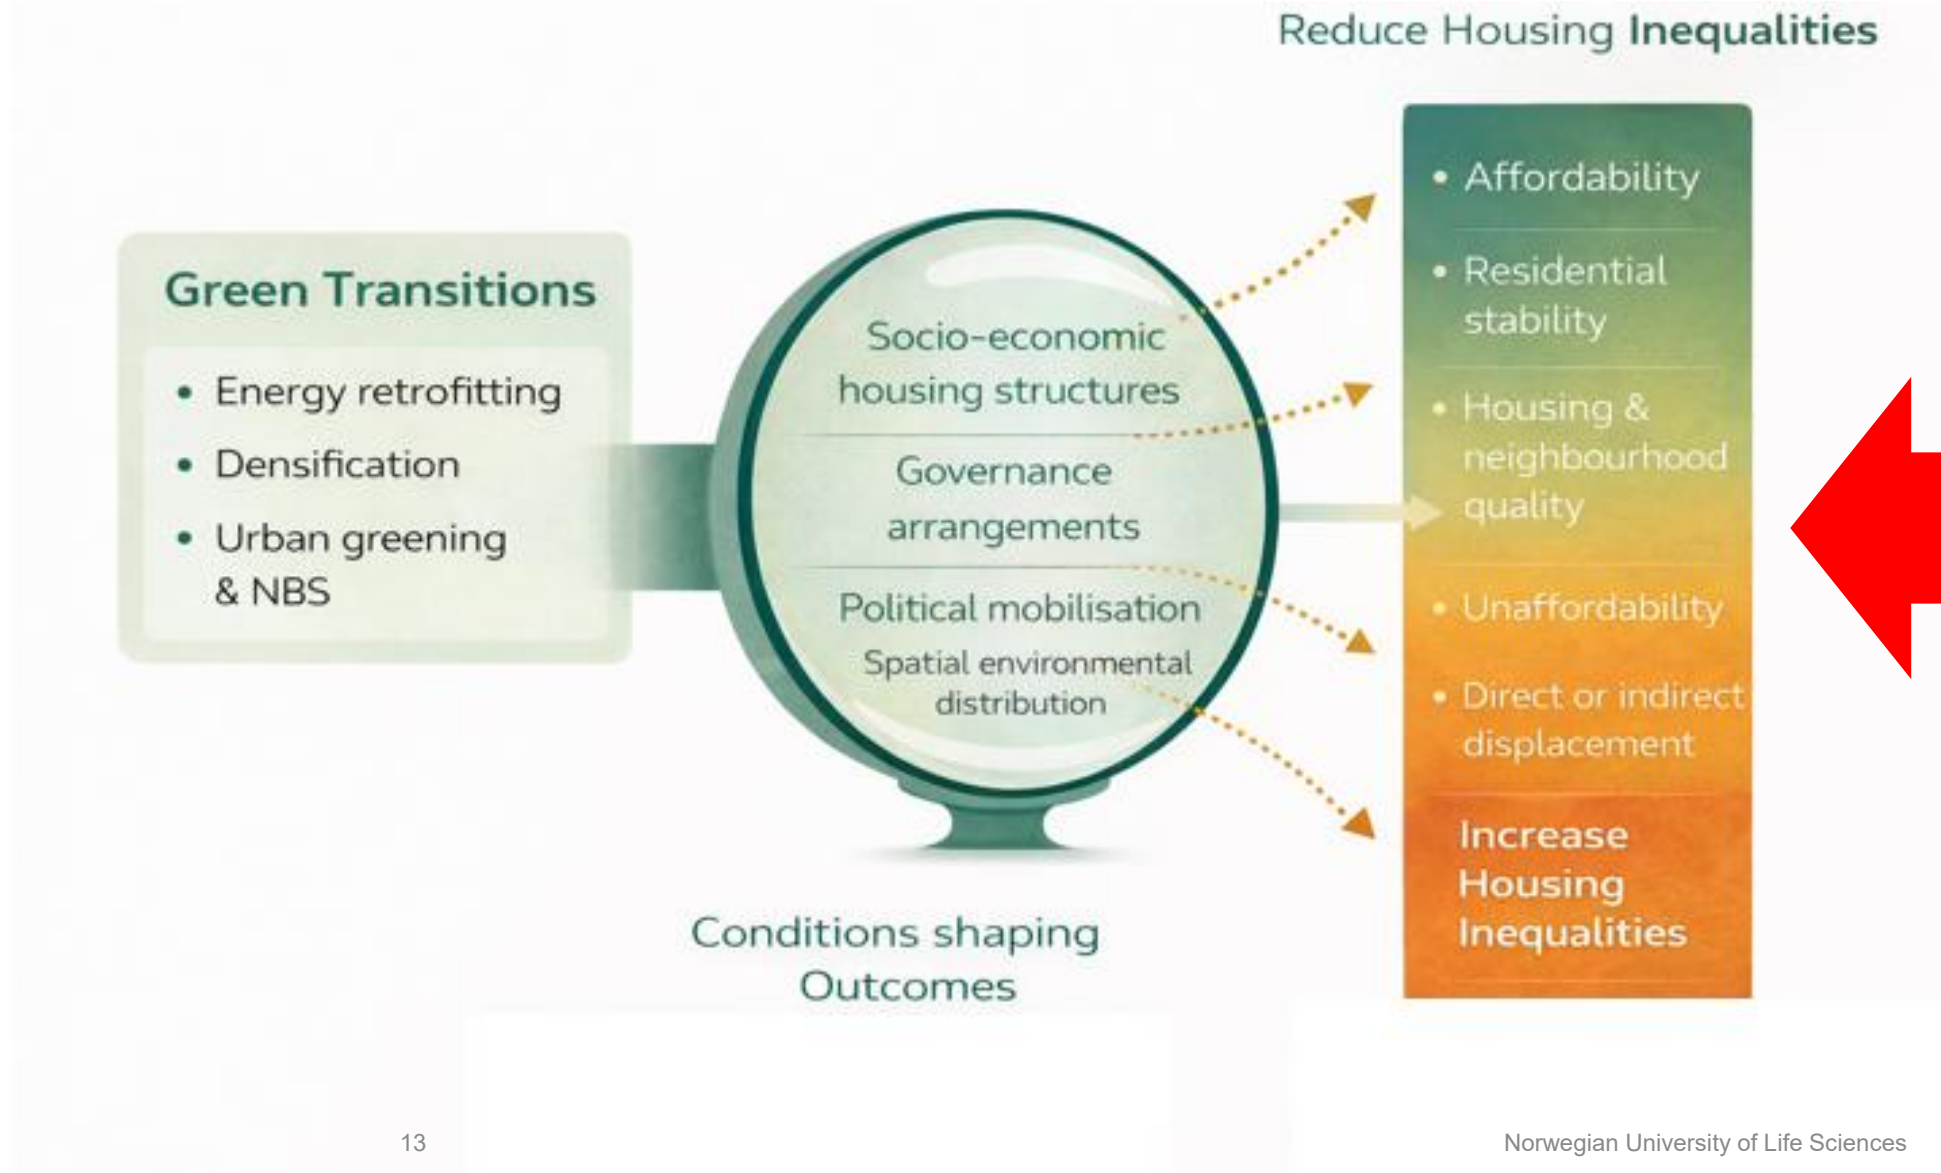 Reduce Housing Inequalities
Green Transitions
• Energy retrofitting
• Densification
• Urban greening
& NBS
Socio-economic
housing structures
Governance
arrangements
Political mobilisation
Spatial environmental
distribution
Conditions shaping
Outcomes
• Affordability
• Residential
stability
• Housing &
neighbourhood
quality
• Unaffordability
• Direct or indirect
displacement
Increase
Housing
Inequalities
13
Norwegian University of Life Sciences